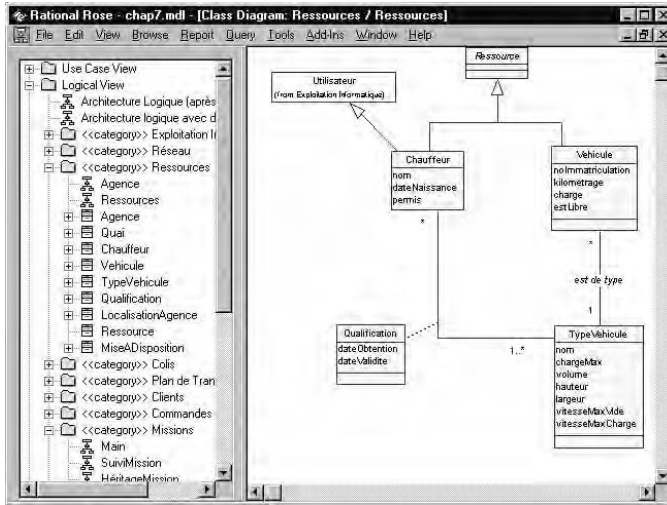 Rational Rose - chap7.mdl - [Class Diagram: Ressources / Ressources]
File Edit View Browse Report Query Tools Add-Ins Window Help
Use Case View
Logical View
Architecture Logique (après
Architecture logique avec d
<<category>> Exploitation I
<<category>> Réseau
<<category>> Ressources
Agence
Ressources
Agence
Quai
Chauffeur
Vehicule
TypeVehicule
Qualification
LocalisationAgence
Ressource
MiseADisposition
<<category>> Colis
<<category>> Plan de Tran
<<category>> Clients
<<category>> Commandes
<<category>> Missions
Main
SuiviMission
HéritageMission
Ressource
Utilisateur
(from Exploitation Informatique)
Chauffeur
nom
dateNaissance
permis
*
Vehicule
noImmatriculation
kilometrage
charge
estLibre
*
est de type
1
Qualification
dateObtention
dateValidite
1..*
TypeVehicule
nom
chargeMax
volume
hauteur
largeur
vitesseMaxVide
vitesseMaxCharge